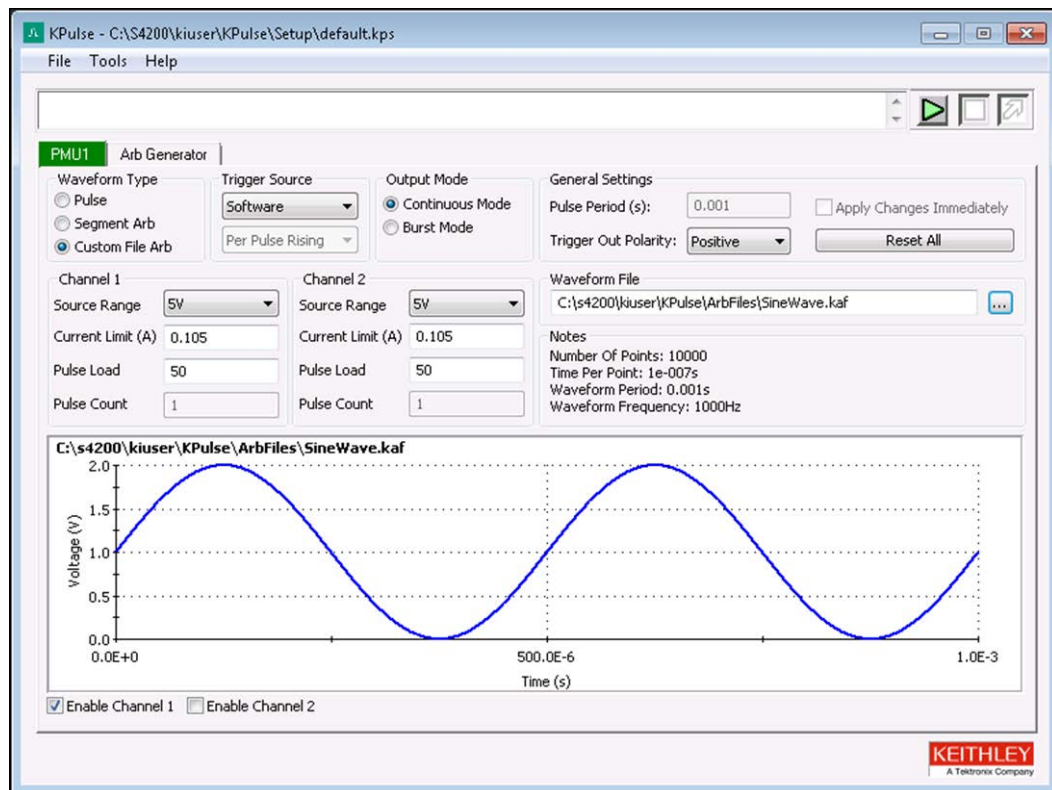 KPulse - C:\S4200\kiuser\KPulse\Setup\default.kps
File Tools Help
PMU1 Arb Generator
Waveform Type
Pulse
Segment Arb
Custom File Arb
Trigger Source
Software
Per Pulse Rising
Output Mode
Continuous Mode
Burst Mode
General Settings
Pulse Period (s): 0.001 Apply Changes Immediately
Trigger Out Polarity: Positive Reset All
Channel 1
Source Range 5V
Current Limit (A) 0.105
Pulse Load 50
Pulse Count 1
Channel 2
Source Range 5V
Current Limit (A) 0.105
Pulse Load 50
Pulse Count 1
Waveform File
C:\s4200\kiuser\KPulse\ArbFiles\SineWave.kaf ...
Notes
Number Of Points: 10000
Time Per Point: 1e-007s
Waveform Period: 0.001s
Waveform Frequency: 1000Hz
C:\s4200\kiuser\KPulse\ArbFiles\SineWave.kaf
Voltage (V)
2.0
1.5
1.0
0.5
0.0
0.0E+0 500.0E-6 1.0E-3
Time (s)
Enable Channel 1 Enable Channel 2
KEITHLEY
A Tektronix Company